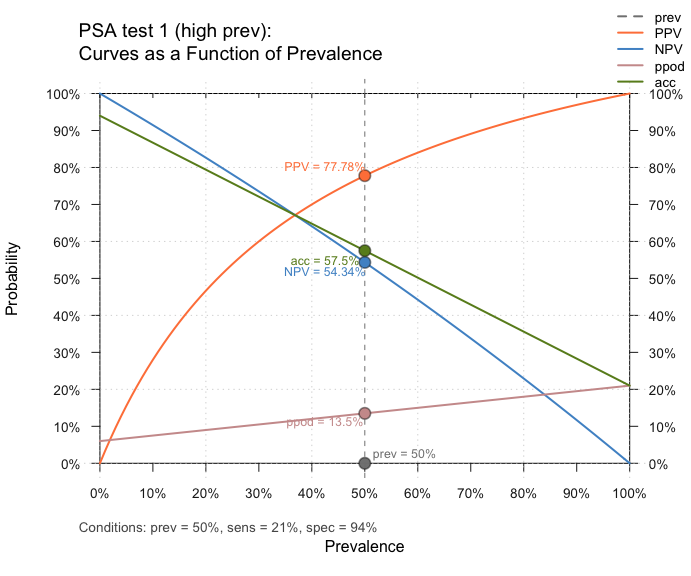 PSA test 1 (high prev):
Curves as a Function of Prevalence
prev
PPV
NPV
ppod
acc
100%
90%
80%
70%
60%
50%
40%
30%
20%
10%
0%
Probability
PPV = 77.78%
acc = 57.5%
NPV = 54.34%
ppod = 13.5%
prev = 50%
100%
90%
80%
70%
60%
50%
40%
30%
20%
10%
0%
0% 10% 20% 30% 40% 50% 60% 70% 80% 90% 100%
Conditions: prev = 50%, sens = 21%, spec = 94%
Prevalence